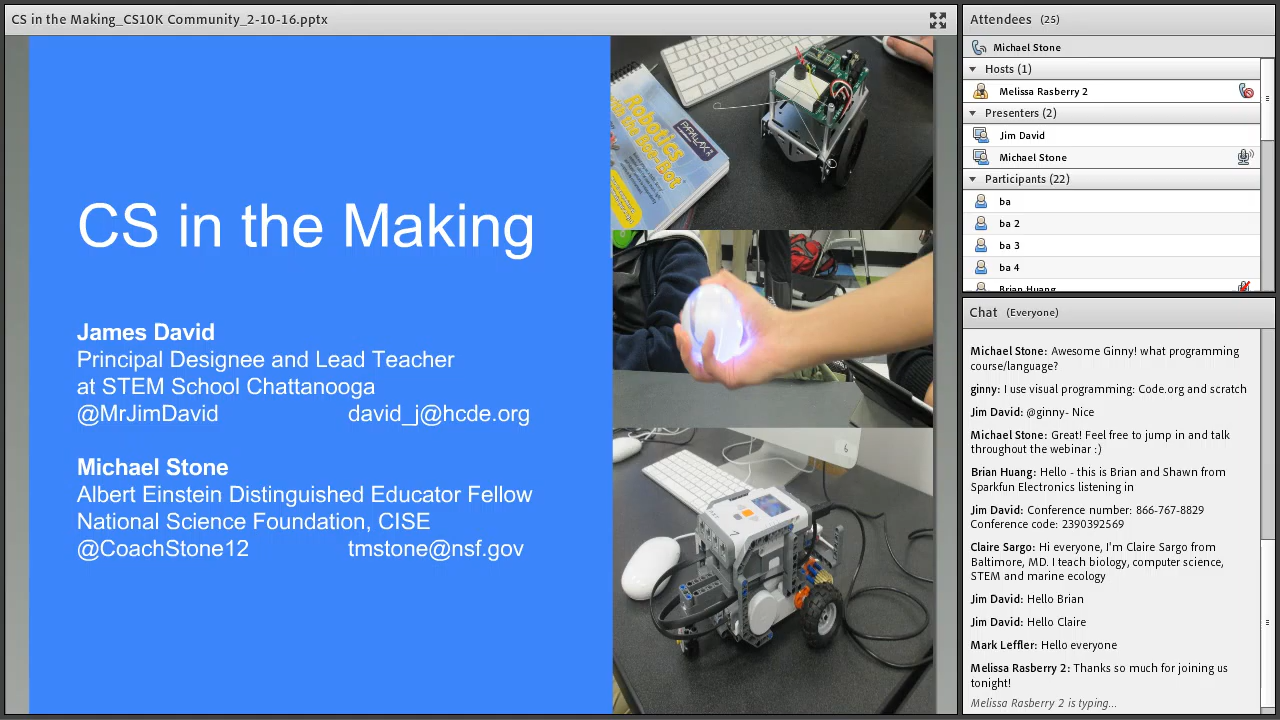 CS in the Making_CS10K Community_2-10-16.pptx
CS in the Making
James David
Principal Designee and Lead Teacher
at STEM School Chattanooga
@MrJimDavid david_j@hcde.org
Michael Stone
Albert Einstein Distinguished Educator Fellow
National Science Foundation, CISE
@CoachStone12 tmstone@nsf.gov
Robotics
with the Boe-Bot
PARALLAX
6
Attendees (25)
Michael Stone
Hosts (1)
Melissa Rasberry 2
Presenters (2)
Jim David
Michael Stone
Participants (22)
ba
ba 2
ba 3
ba 4
Brian Huang
Chat (Everyone)
Michael Stone: Awesome Ginny! what programming
course/language?
ginny: I use visual programming: Code.org and scratch
Jim David: @ginny- Nice
Michael Stone: Great! Feel free to jump in and talk
throughout the webinar :)
Brian Huang: Hello - this is Brian and Shawn from
Sparkfun Electronics listening in
Jim David: Conference number: 866-767-8829
Conference code: 2390392569
Claire Sargo: Hi everyone, I'm Claire Sargo from
Baltimore, MD. I teach biology, computer science,
STEM and marine ecology
Jim David: Hello Brian
Jim David: Hello Claire
Mark Leffler: Hello everyone
Melissa Rasberry 2: Thanks so much for joining us
tonight!
Melissa Rasberry 2 is typing...